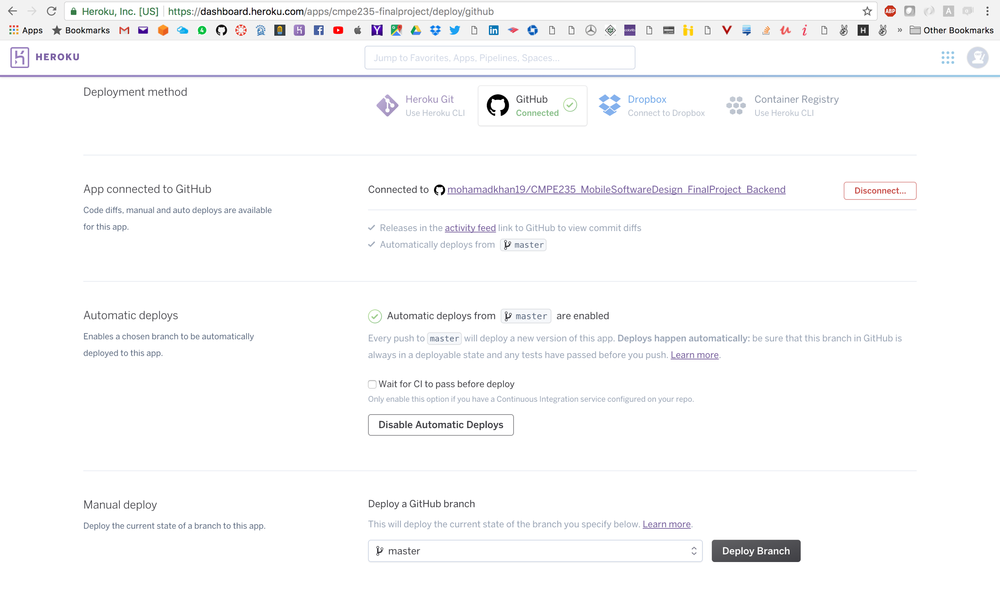 Heroku, Inc. [US] https://dashboard.heroku.com/apps/cmpe235-finalproject/deploy/github
ABP
A
Apps Bookmarks 4 Y G in colorlib H » Other Bookmarks
HEROKU
Jump to Favorites, Apps, Pipelines, Spaces...
Deployment method
Heroku Git
Use Heroku CLI
GitHub
Connected
Dropbox
Connect to Dropbox
Container Registry
Use Heroku CLI
App connected to GitHub
Code diffs, manual and auto deploys are available
for this app.
Connected to mohamadkhan19/CMPE235_MobileSoftwareDesign_FinalProject_Backend
Disconnect...
Releases in the activity feed link to GitHub to view commit diffs
Automatically deploys from master
Automatic deploys
Enables a chosen branch to be automatically
deployed to this app.
Automatic deploys from master are enabled
Every push to master will deploy a new version of this app. Deploys happen automatically: be sure that this branch in GitHub is
always in a deployable state and any tests have passed before you push. Learn more.
Wait for CI to pass before deploy
Only enable this option if you have a Continuous Integration service configured on your repo.
Disable Automatic Deploys
Manual deploy
Deploy the current state of a branch to this app.
Deploy a GitHub branch
This will deploy the current state of the branch you specify below. Learn more.
master
Deploy Branch